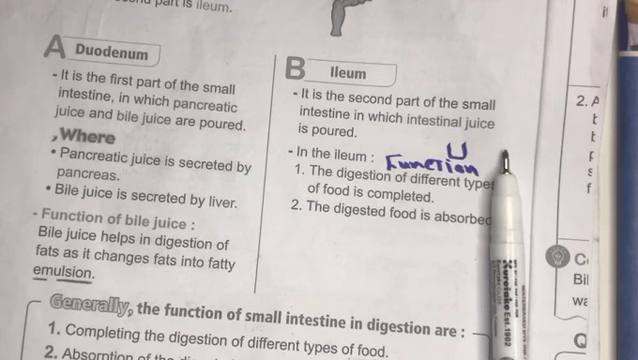 part is ileum.
A Duodenum
- It is the first part of the small
intestine, in which pancreatic
juice and bile juice are poured.
, Where
• Pancreatic juice is secreted by
pancreas.
• Bile juice is secreted by liver.
- Function of bile juice :
Bile juice helps in digestion of
fats as it changes fats into fatty
emulsion.
B Ileum
- It is the second part of the small
intestine in which intestinal juice
is poured.
- In the ileum : Function
1. The digestion of different types
of food is completed.
2. The digested food is absorbed
Generally, the function of small intestine in digestion are :
1. Completing the digestion of different types of food.
2. Absorption of the
2. A
Bil
Kuretake Est. 1902